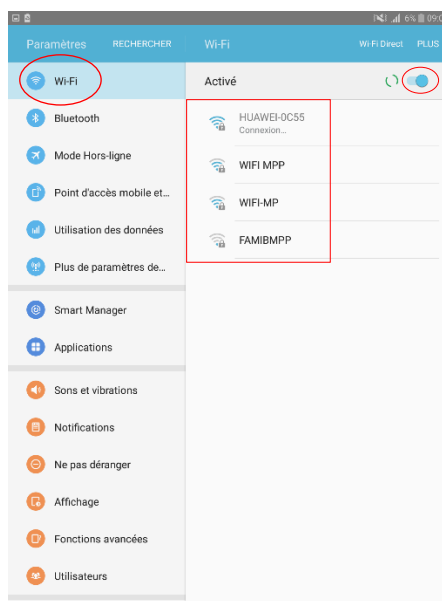 6% 09:0
Paramètres RECHERCHER Wi-Fi Wi-Fi Direct PLUS
Wi-Fi
Activé
Bluetooth
HUAWEI-0C55
Connexion...
Mode Hors-ligne
WIFI MPP
Point d'accès mobile et...
WIFI-MP
Utilisation des données
FAMIBMPP
Plus de paramètres de...
Smart Manager
Applications
Sons et vibrations
Notifications
Ne pas déranger
Affichage
Fonctions avancées
Utilisateurs